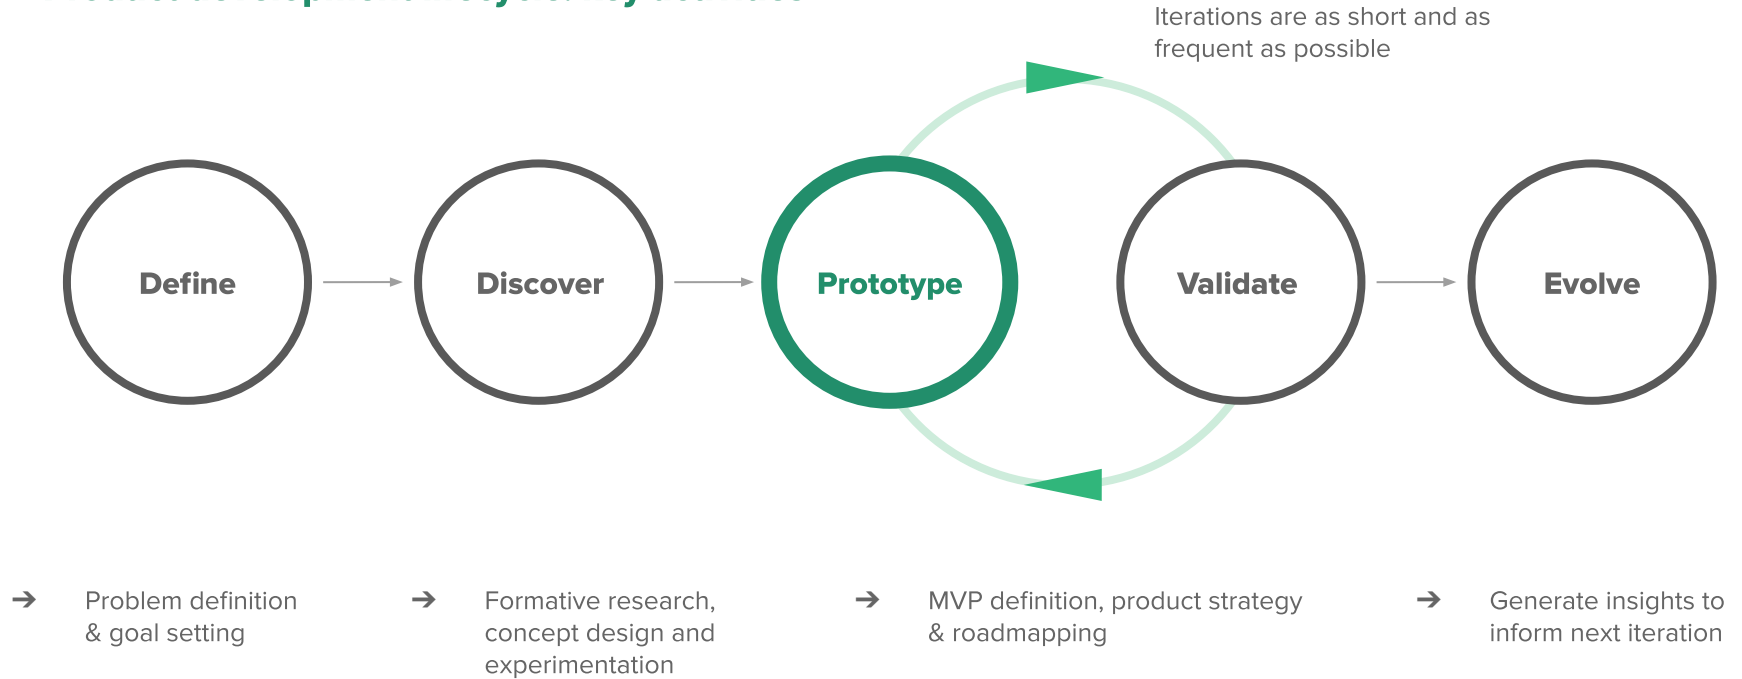 Iterations are as short and as
frequent as possible
Define
Discover
Prototype
Validate
Evolve
Problem definition
& goal setting
Formative research,
concept design and
experimentation
MVP definition, product strategy
& roadmapping
Generate insights to
inform next iteration